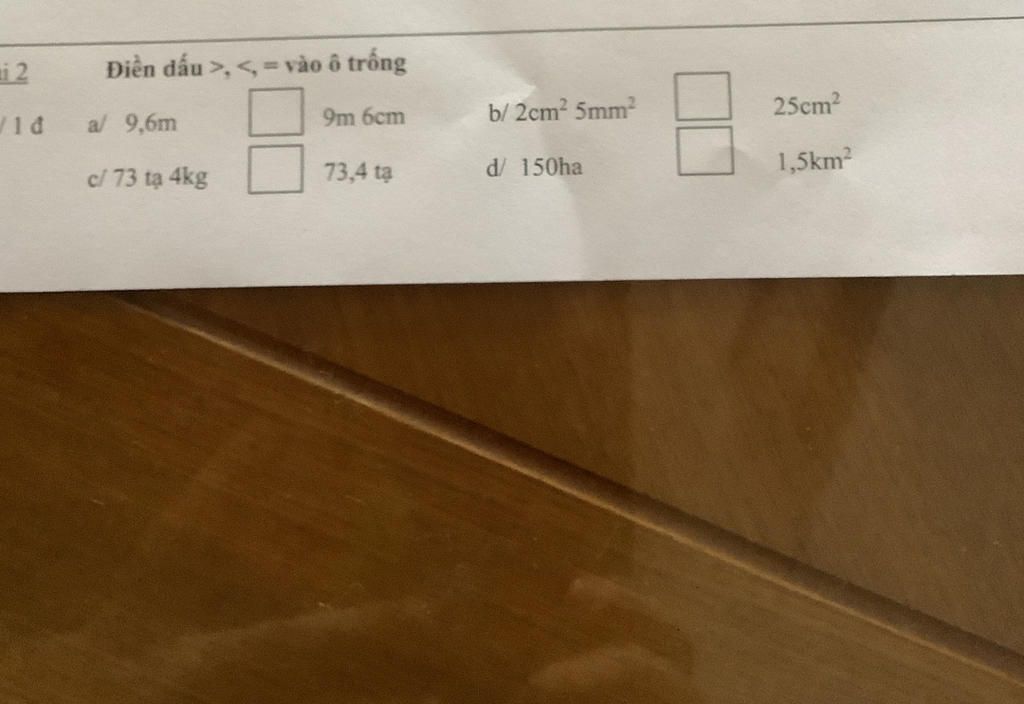 i 2 Điền dấu >, <, = vào ô trống
/ 1 đ a/ 9,6m 9m 6cm b/ 2cm² 5mm² 25cm²
c/ 73 tạ 4kg 73,4 tạ d/ 150ha 1,5km²